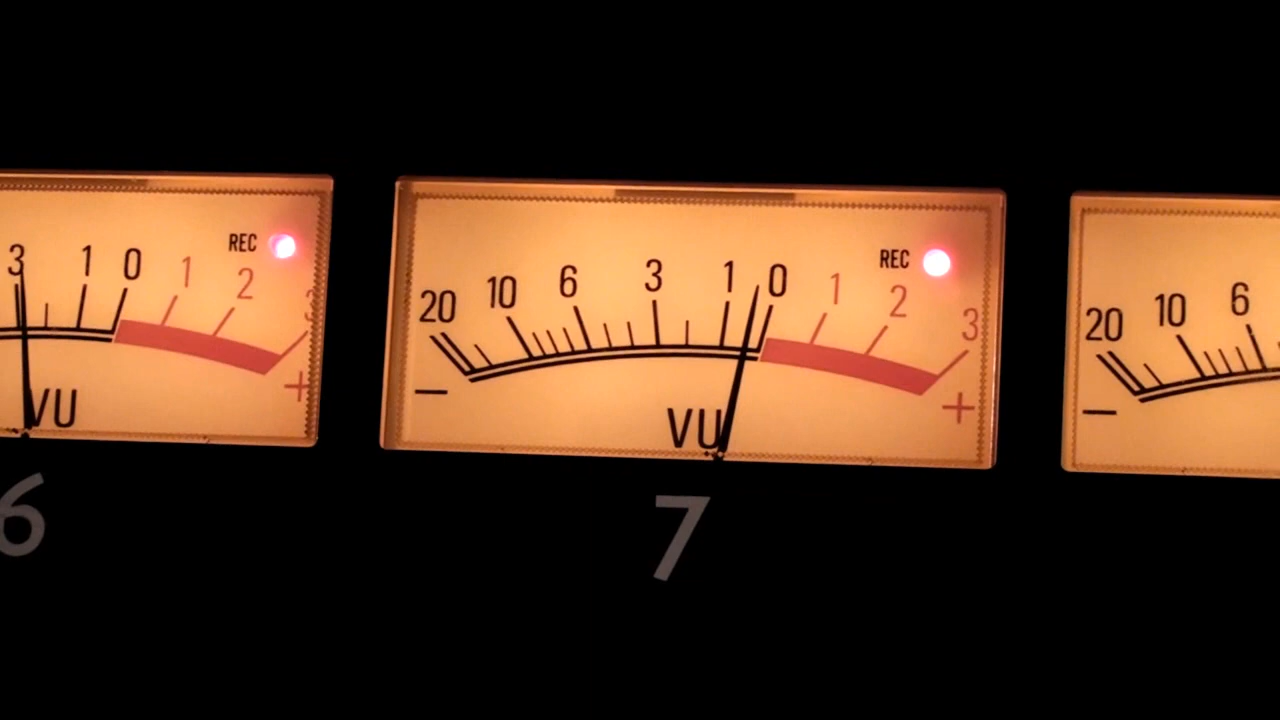 REC
3 1 0 1 2 3
VU +
6
REC
20 10 6 3 1 0 1 2 3
− VU +
7
20 10 6
−